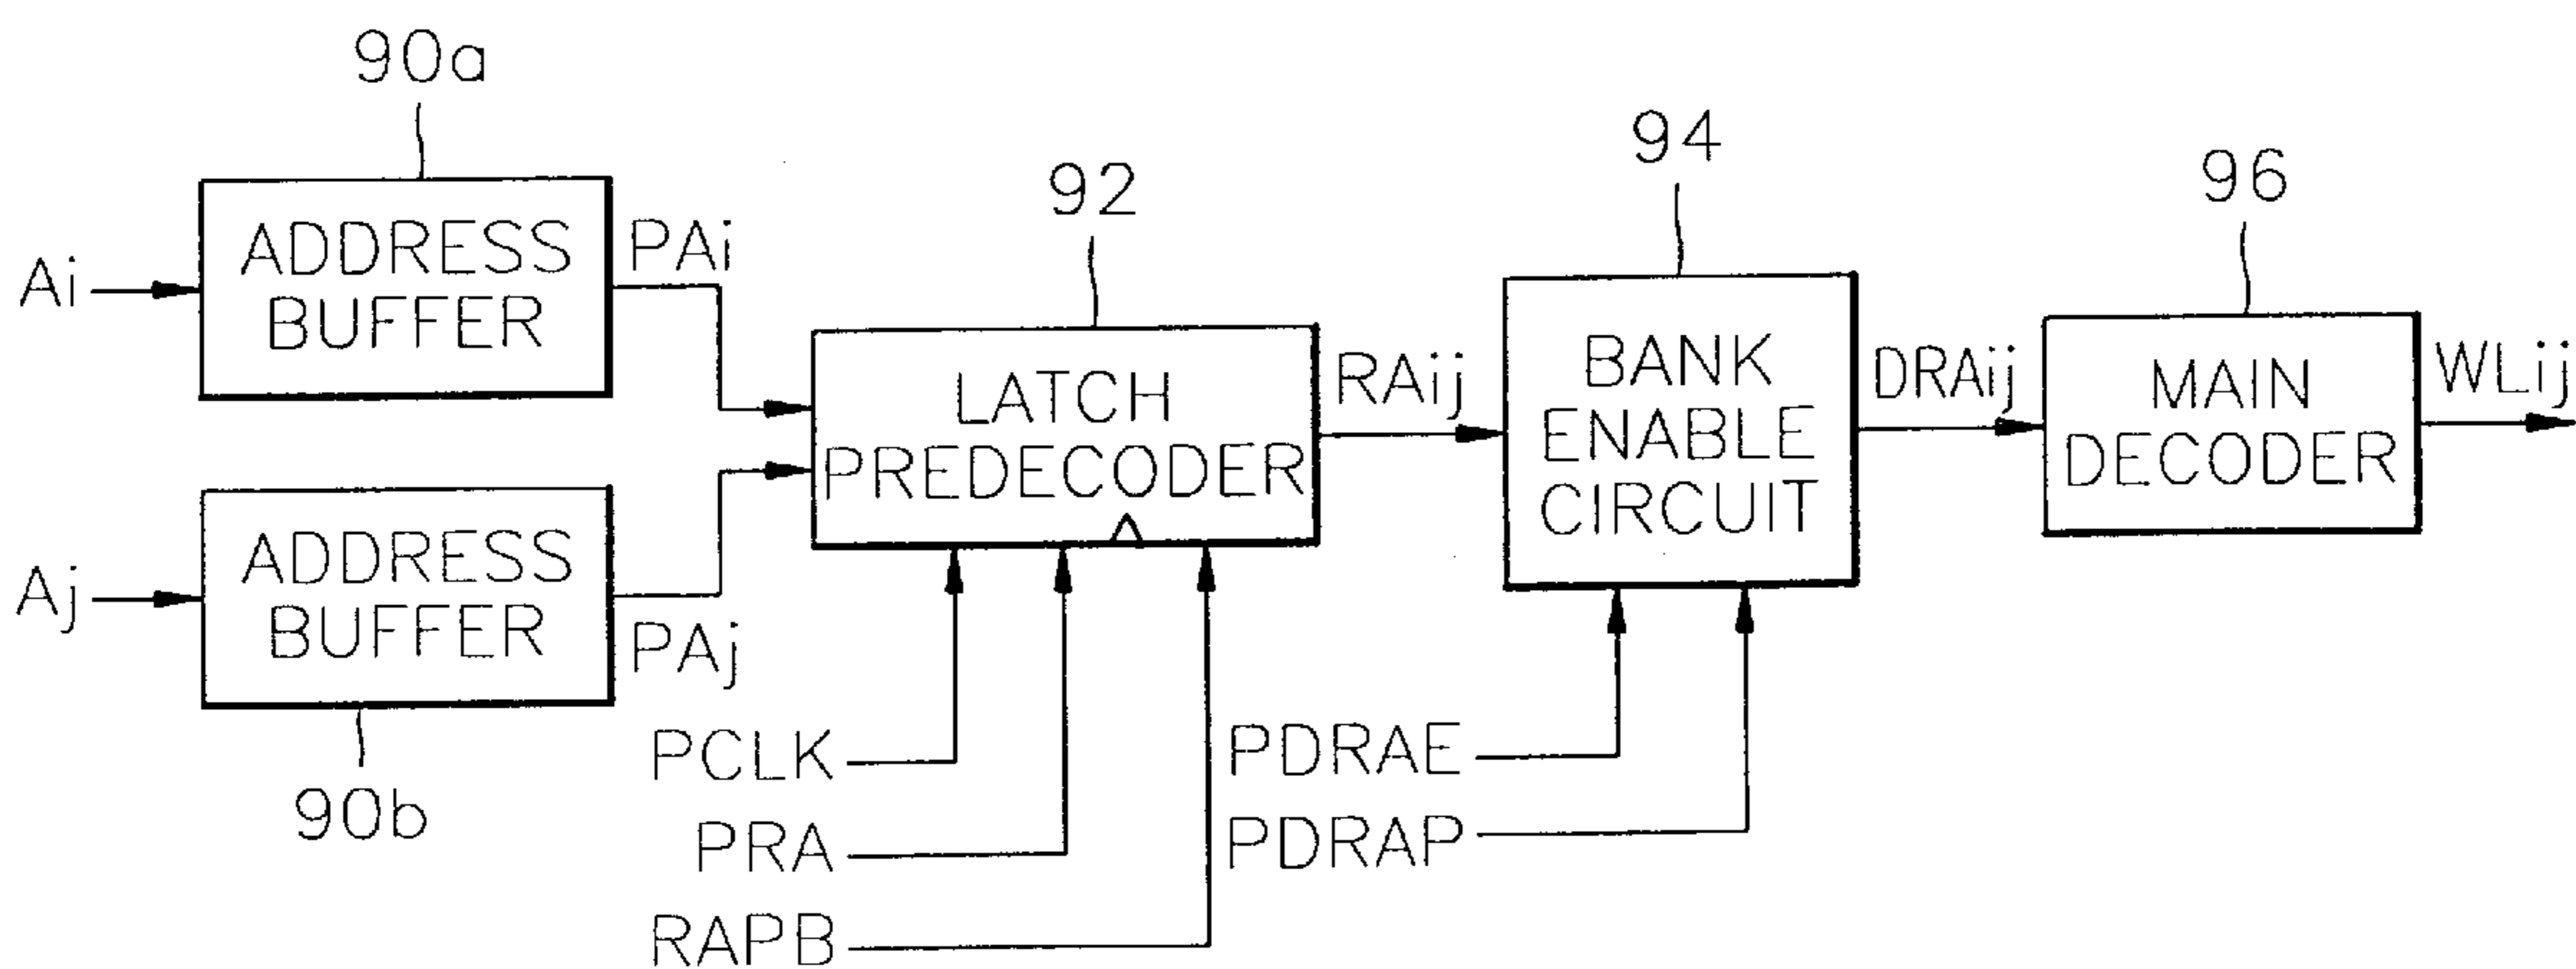 90a
ADDRESS
BUFFER
Ai
PAi
90b
ADDRESS
BUFFER
Aj
PAj
92
LATCH
PREDECODER
PCLK
PRA
RAPB
RAij
94
BANK
ENABLE
CIRCUIT
PDRAE
PDRAP
DRAij
96
MAIN
DECODER
WLij